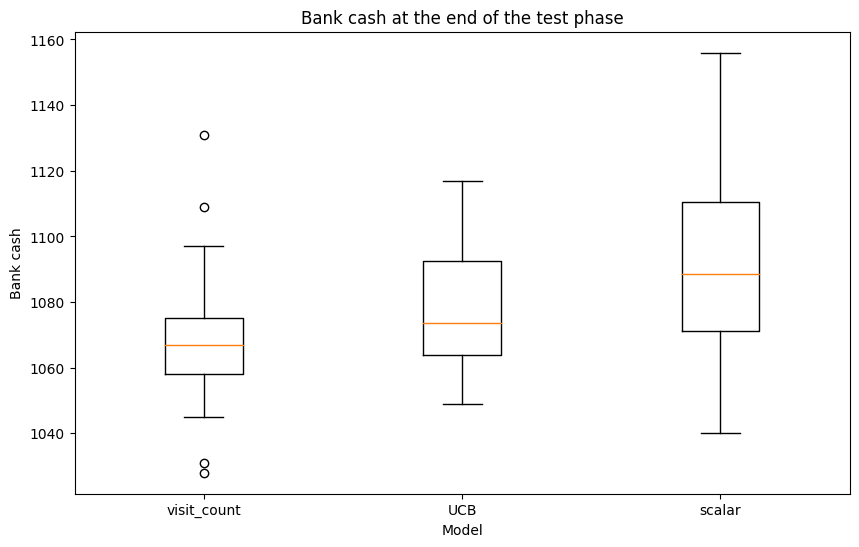 Bank cash at the end of the test phase
1160
1140
1120
1100
1080
1060
1040
Bank cash
visit_count
UCB
scalar
Model